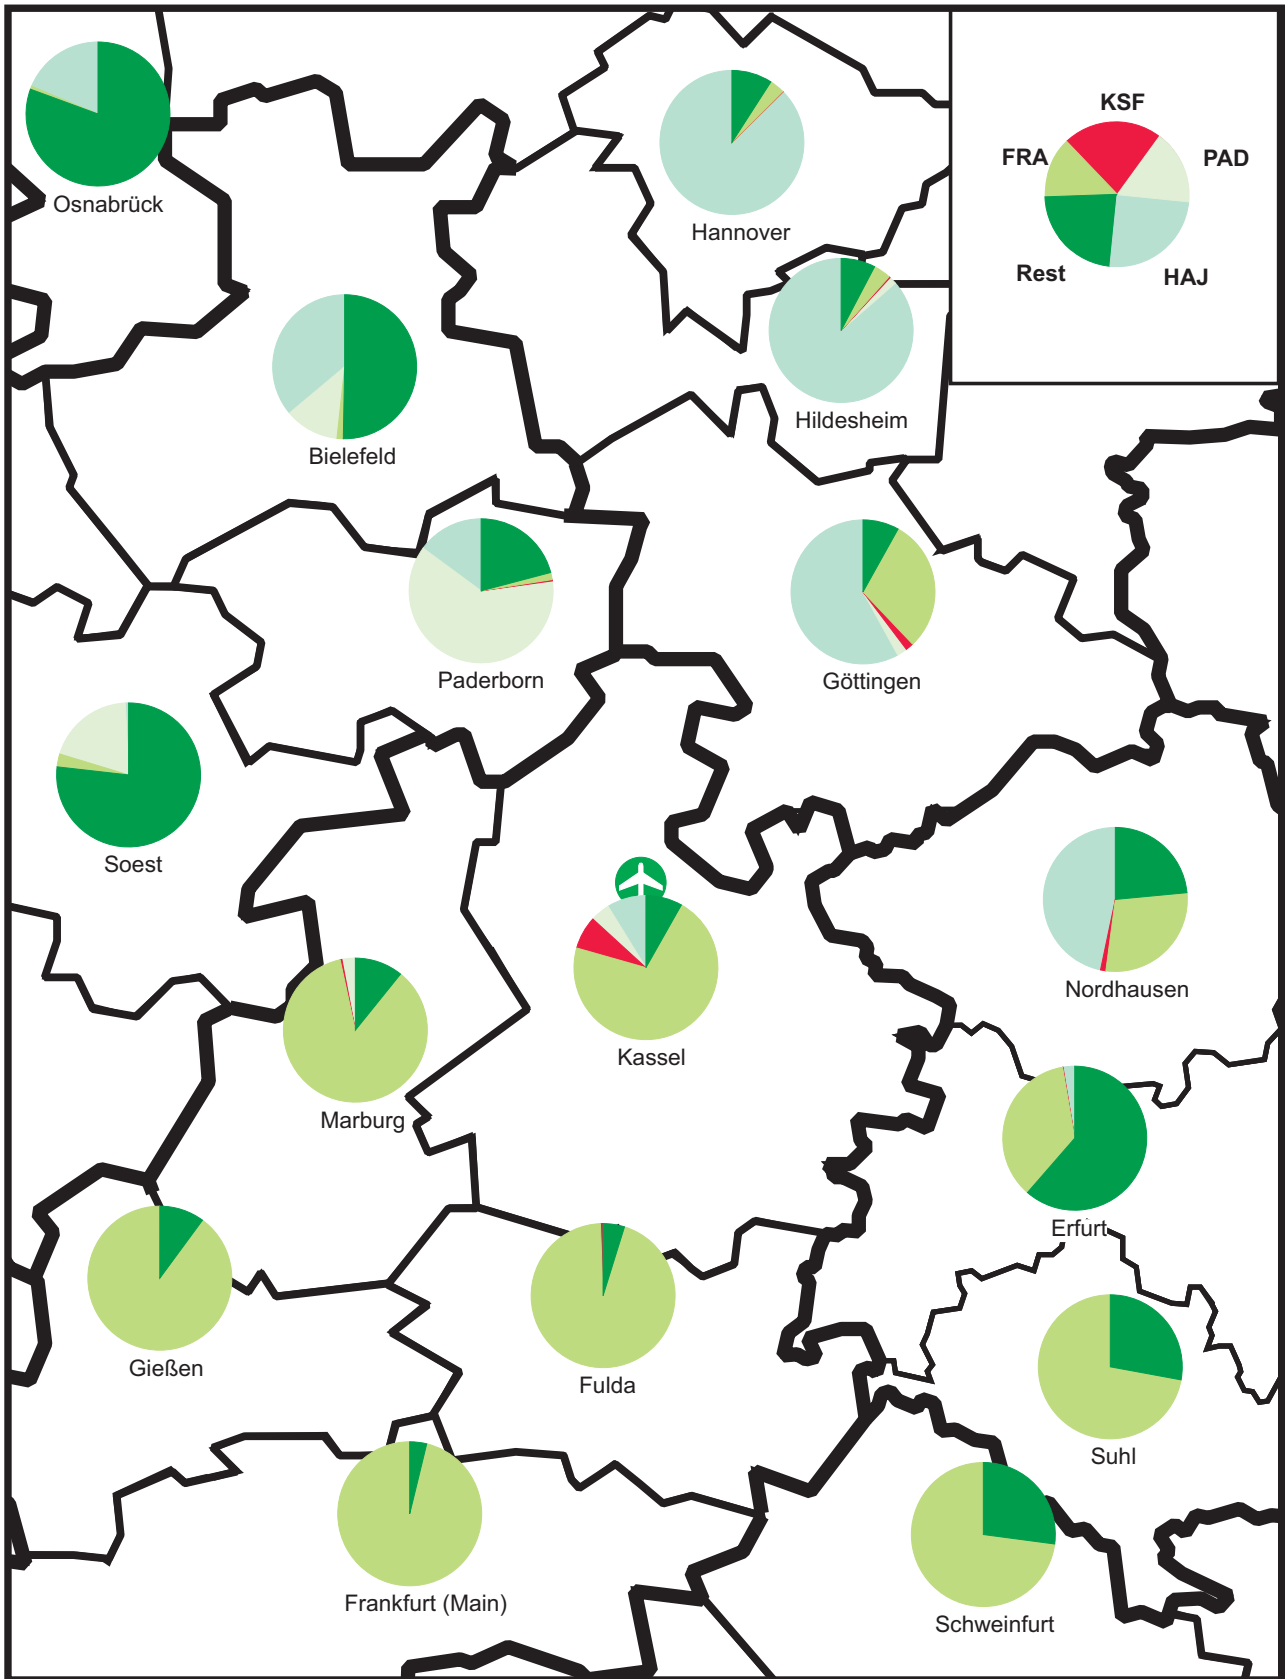 KSF
FRA
PAD
Rest
HAJ
Osnabrück
Hannover
Hildesheim
Bielefeld
Paderborn
Göttingen
Soest
Nordhausen
Kassel
Marburg
Erfurt
Gießen
Fulda
Suhl
Frankfurt (Main)
Schweinfurt